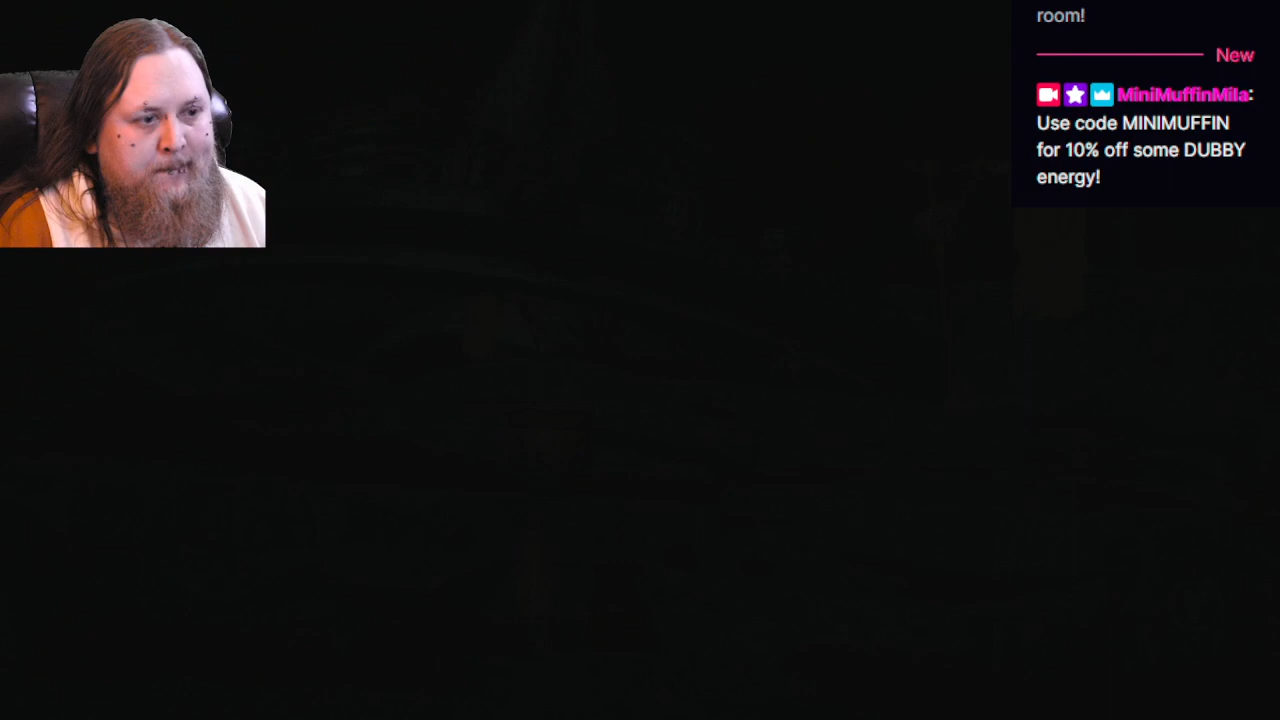 room!
New
MiniMuffinMila:
Use code MINIMUFFIN
for 10% off some DUBBY
energy!